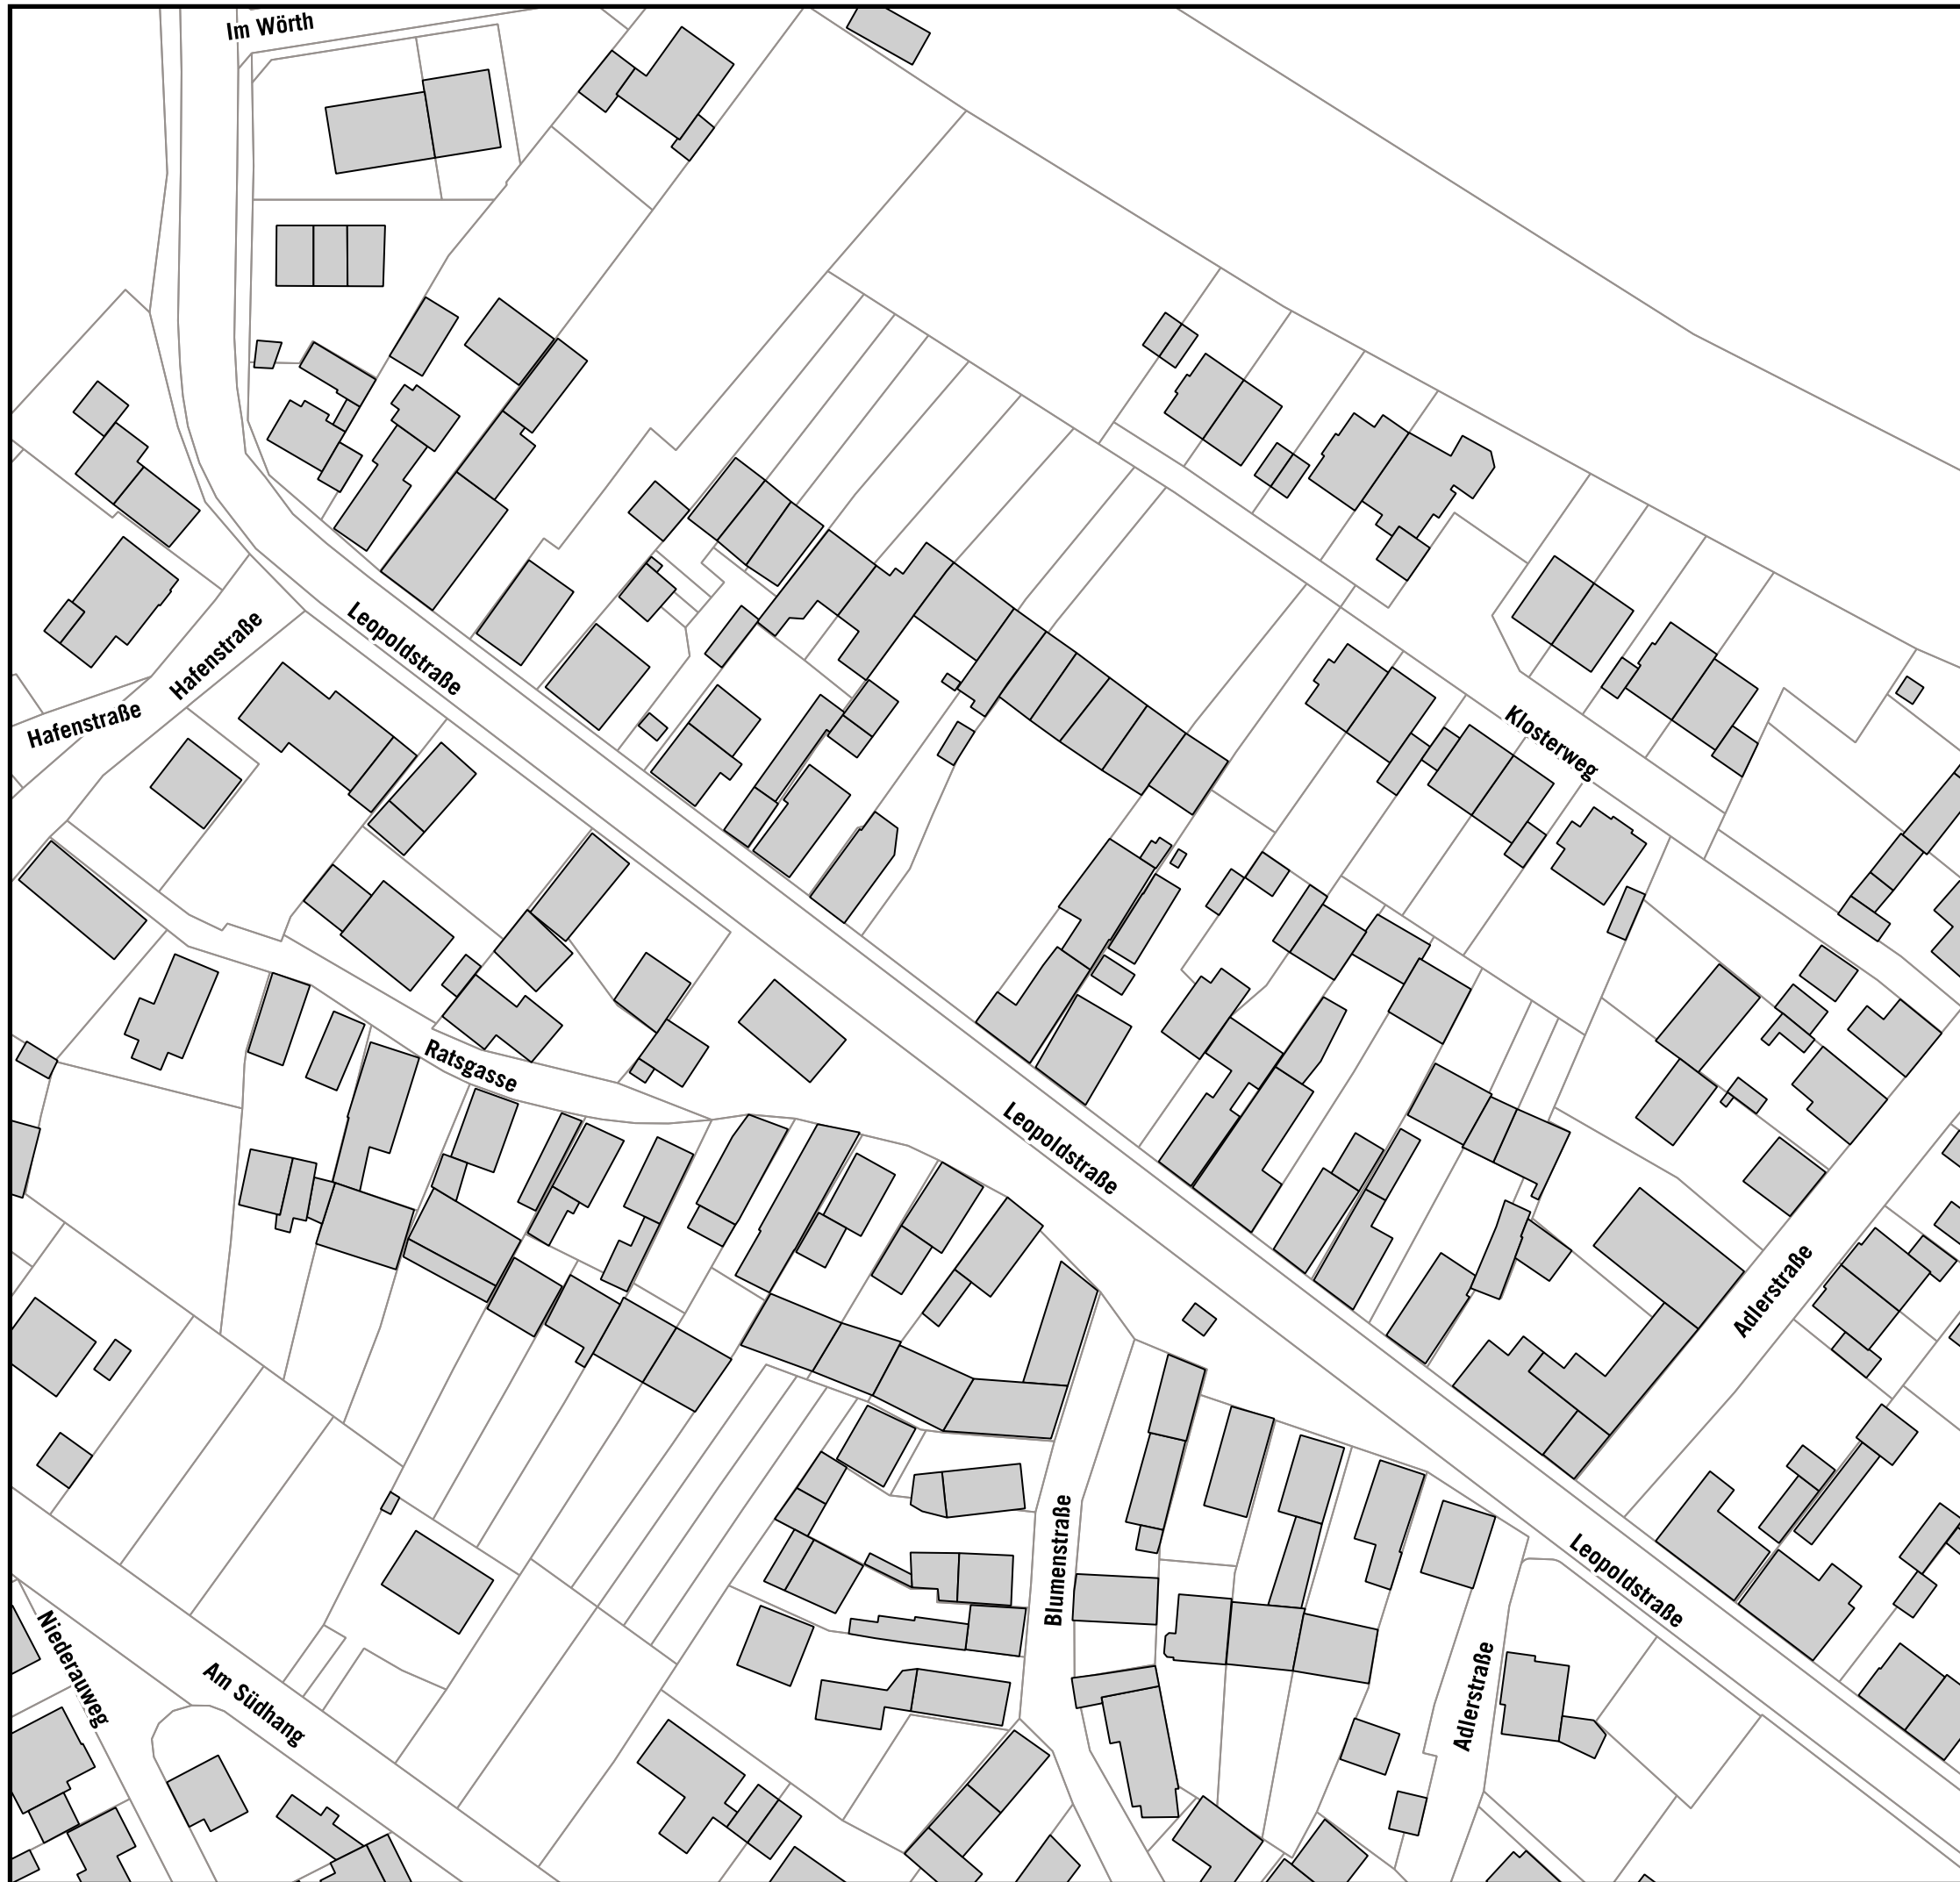 Im Wörth
Leopoldstraße
Hafenstraße
Hafenstraße
Klosterweg
Ratsgasse
Leopoldstraße
Adlerstraße
Blumenstraße
Leopoldstraße
Niederauweg
Am Südhang
Adlerstraße